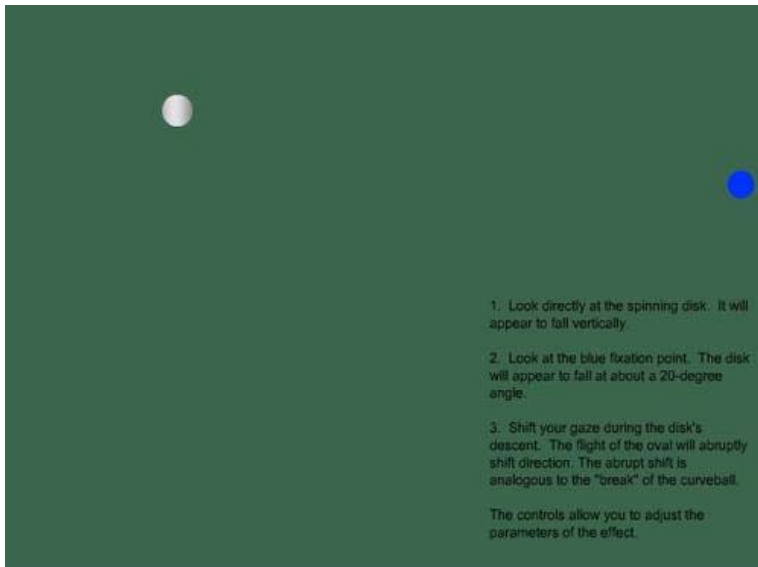 1. Look directly at the spinning disk. It will
appear to fall vertically.
2. Look at the blue fixation point. The disk
will appear to fall at about a 20-degree
angle.
3. Shift your gaze during the disk's
descent. The flight of the oval will abruptly
shift direction. The abrupt shift is
analogous to the "break" of the curveball.
The controls allow you to adjust the
parameters of the effect.